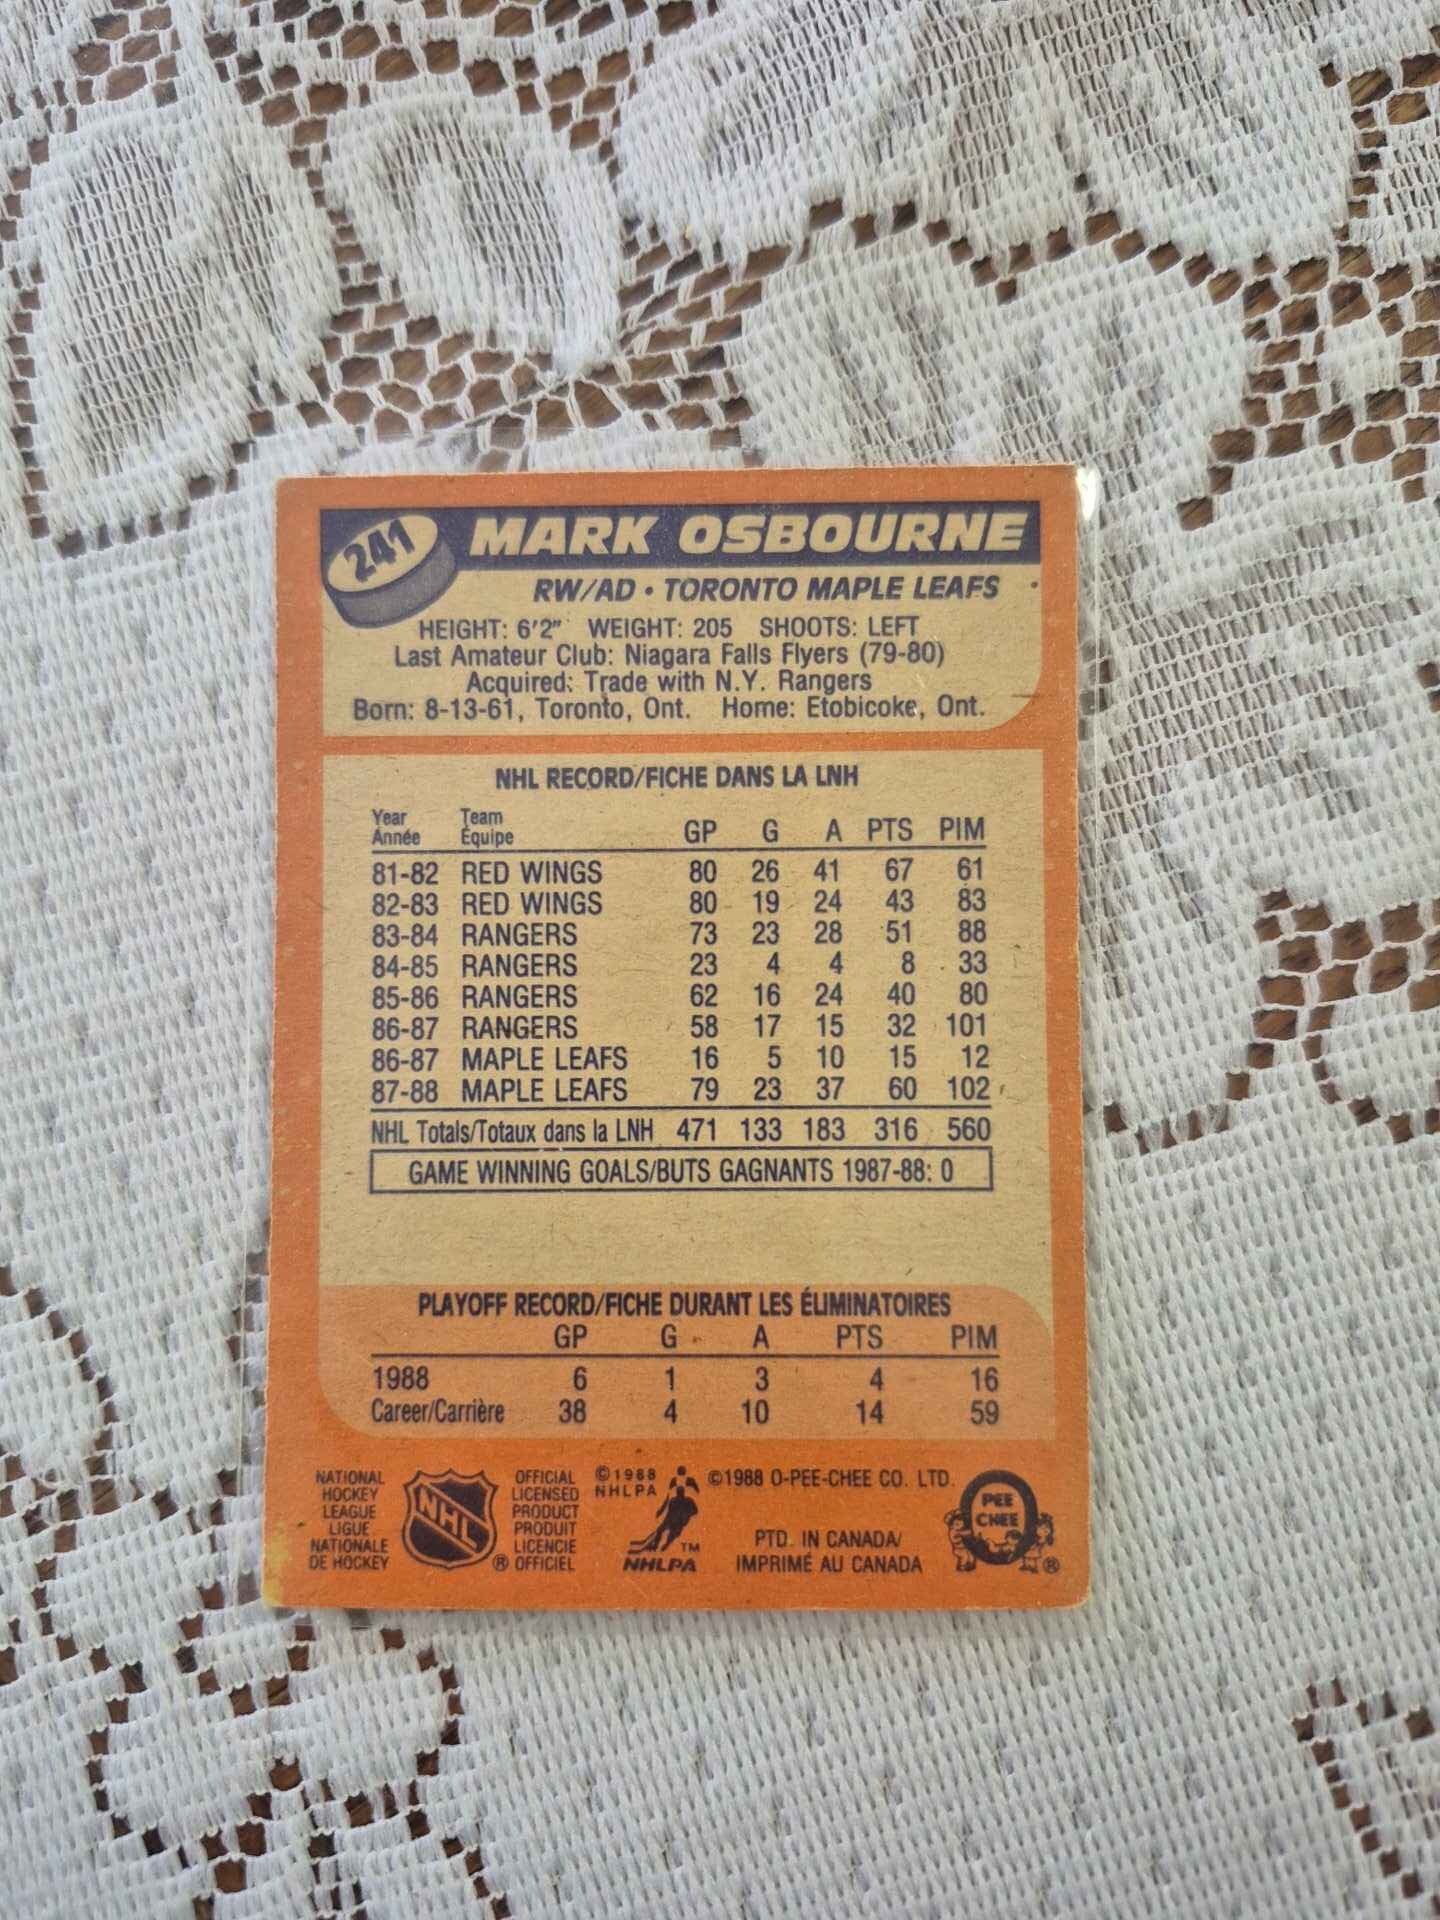 241
MARK OSBOURNE
RW/AD • TORONTO MAPLE LEAFS
HEIGHT: 6'2" WEIGHT: 205 SHOOTS: LEFT
Last Amateur Club: Niagara Falls Flyers (79-80)
Acquired: Trade with N.Y. Rangers
Born: 8-13-61, Toronto, Ont. Home: Etobicoke, Ont.
NHL RECORD/FICHE DANS LA LNH
Year Team
Année Équipe GP G A PTS PIM
81-82 RED WINGS 80 26 41 67 61
82-83 RED WINGS 80 19 24 43 83
83-84 RANGERS 73 23 28 51 88
84-85 RANGERS 23 4 4 8 33
85-86 RANGERS 62 16 24 40 80
86-87 RANGERS 58 17 15 32 101
86-87 MAPLE LEAFS 16 5 10 15 12
87-88 MAPLE LEAFS 79 23 37 60 102
NHL Totals/Totaux dans la LNH 471 133 183 316 560
GAME WINNING GOALS/BUTS GAGNANTS 1987-88: 0
PLAYOFF RECORD/FICHE DURANT LES ÉLIMINATOIRES
GP G A PTS PIM
1988 6 1 3 4 16
Career/Carrière 38 4 10 14 59
NATIONAL
HOCKEY
LEAGUE
LIGUE
NATIONALE
DE HOCKEY
NHL
®
OFFICIAL
LICENSED
PRODUCT
PRODUIT
LICENCIE
OFFICIEL
©1988
NHLPA
TM
NHLPA
©1988 O-PEE-CHEE CO. LTD.
PTD. IN CANADA/
IMPRIMÉ AU CANADA
PEE
CHEE
®